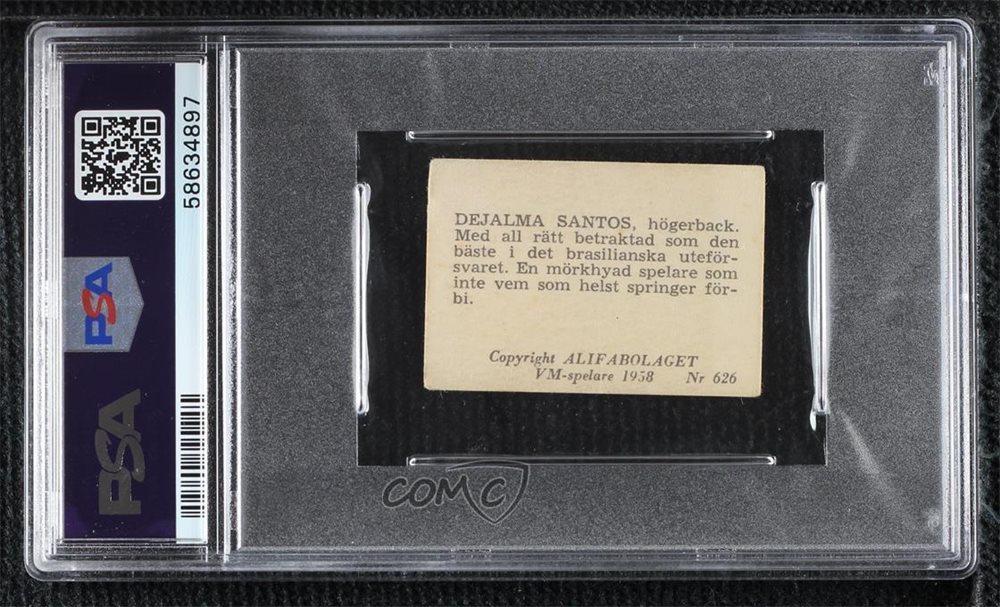 DEJALMA SANTOS, högerback.
Med all rätt betraktad som den
bäste i det brasilianska uteför-
svaret. En mörkhyad spelare som
inte vem som helst springer för-
bi.
Copyright ALIFABOLAGET
VM-spelare 1958 Nr 626
58634897
PSA
PSA
COMC